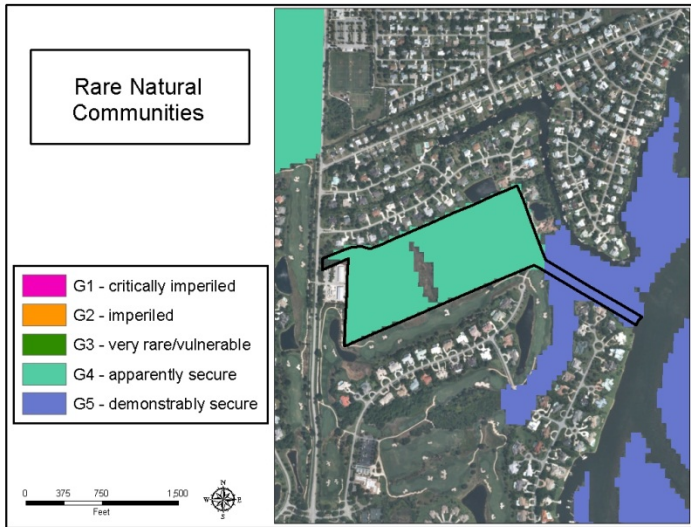 Rare Natural
Communities
G1 - critically imperiled
G2 - imperiled
G3 - very rare/vulnerable
G4 - apparently secure
G5 - demonstrably secure
0 375 750 1,500
Feet
N
W E
S